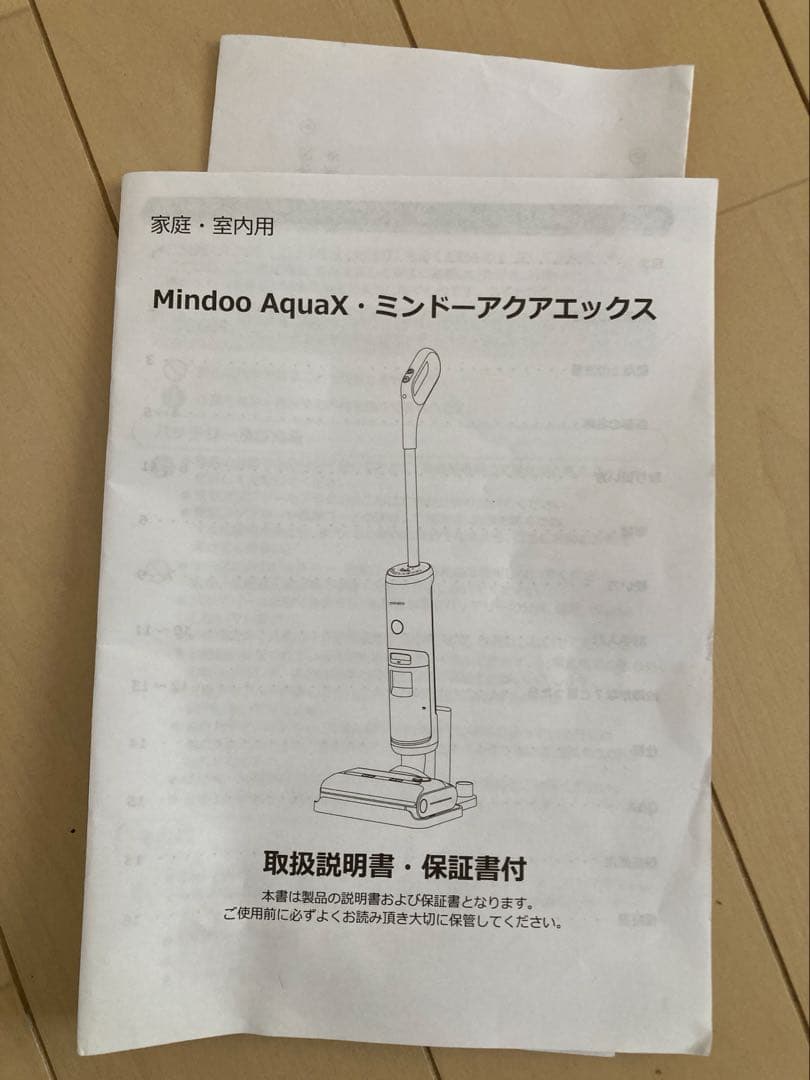 家庭・室内用
Mindoo AquaX・ミンドーアクアエックス
取扱説明書・保証書付
本書は製品の説明書および保証書となります。
ご使用前に必ずよくお読み頂き大切に保管してください。